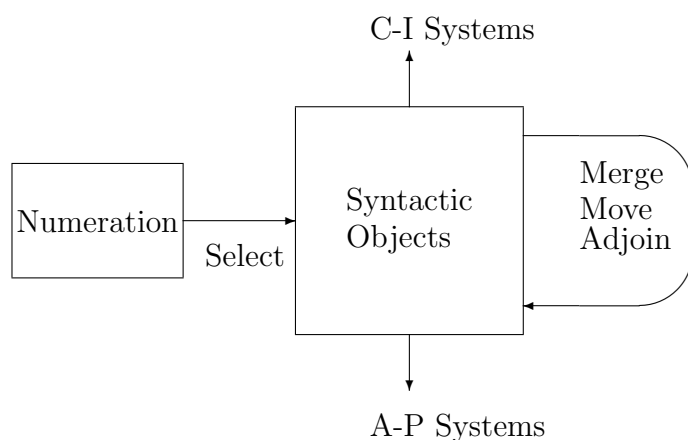 C-I Systems
Numeration
Select
Syntactic
Objects
Merge
Move
Adjoin
A-P Systems